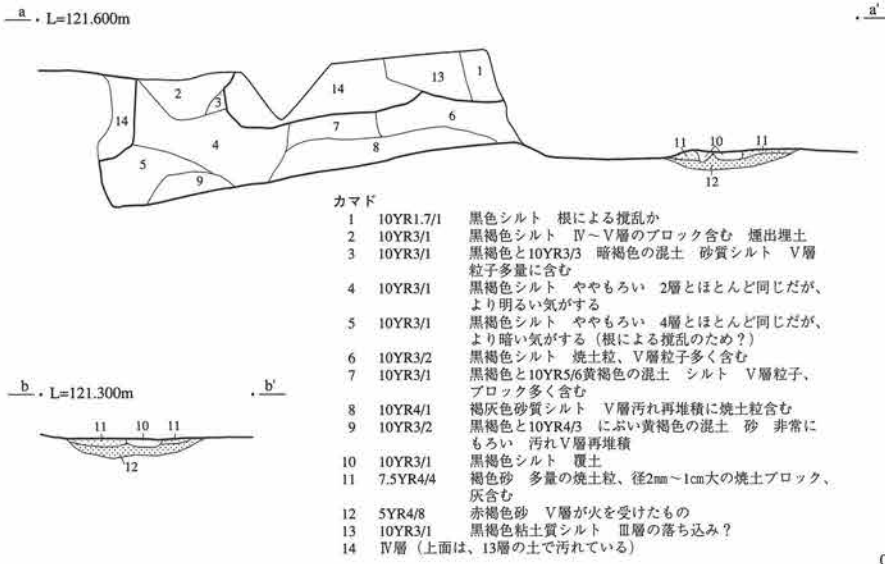 a L=121.600m a'
14 2 3 14 13 1
4 7 6
5 8 11 10 11
9 12
カマド
1 10YR1.7/1 黒色シルト 根による攪乱か
2 10YR3/1 黒褐色シルト Ⅳ～Ⅴ層のブロック含む 煙出埋土
3 10YR3/1 黒褐色と10YR3/3 暗褐色の混土 砂質シルト Ⅴ層
粒子多量に含む
4 10YR3/1 黒褐色シルト ややもろい 2層とほとんど同じだが、
より明るい気がする
5 10YR3/1 黒褐色シルト ややもろい 4層とほとんど同じだが、
より暗い気がする（根による攪乱のため？）
6 10YR3/2 黒褐色シルト 焼土粒、Ⅴ層粒子多く含む
7 10YR3/1 黒褐色と10YR5/6黄褐色の混土 シルト Ⅴ層粒子、
ブロック多く含む
8 10YR4/1 褐灰色砂質シルト Ⅴ層汚れ再堆積に焼土粒含む
9 10YR3/2 黒褐色と10YR4/3 にぶい黄褐色の混土 砂 非常に
もろい 汚れⅤ層再堆積
10 10YR3/1 黒褐色シルト 覆土
11 7.5YR4/4 褐色砂 多量の焼土粒、径2㎜～1㎝大の焼土ブロック、
灰含む
12 5YR4/8 赤褐色砂 Ⅴ層が火を受けたもの
13 10YR3/1 黒褐色粘土質シルト Ⅲ層の落ち込み？
14 Ⅳ層（上面は、13層の土で汚れている）
b L=121.300m b'
11 10 11
12
0